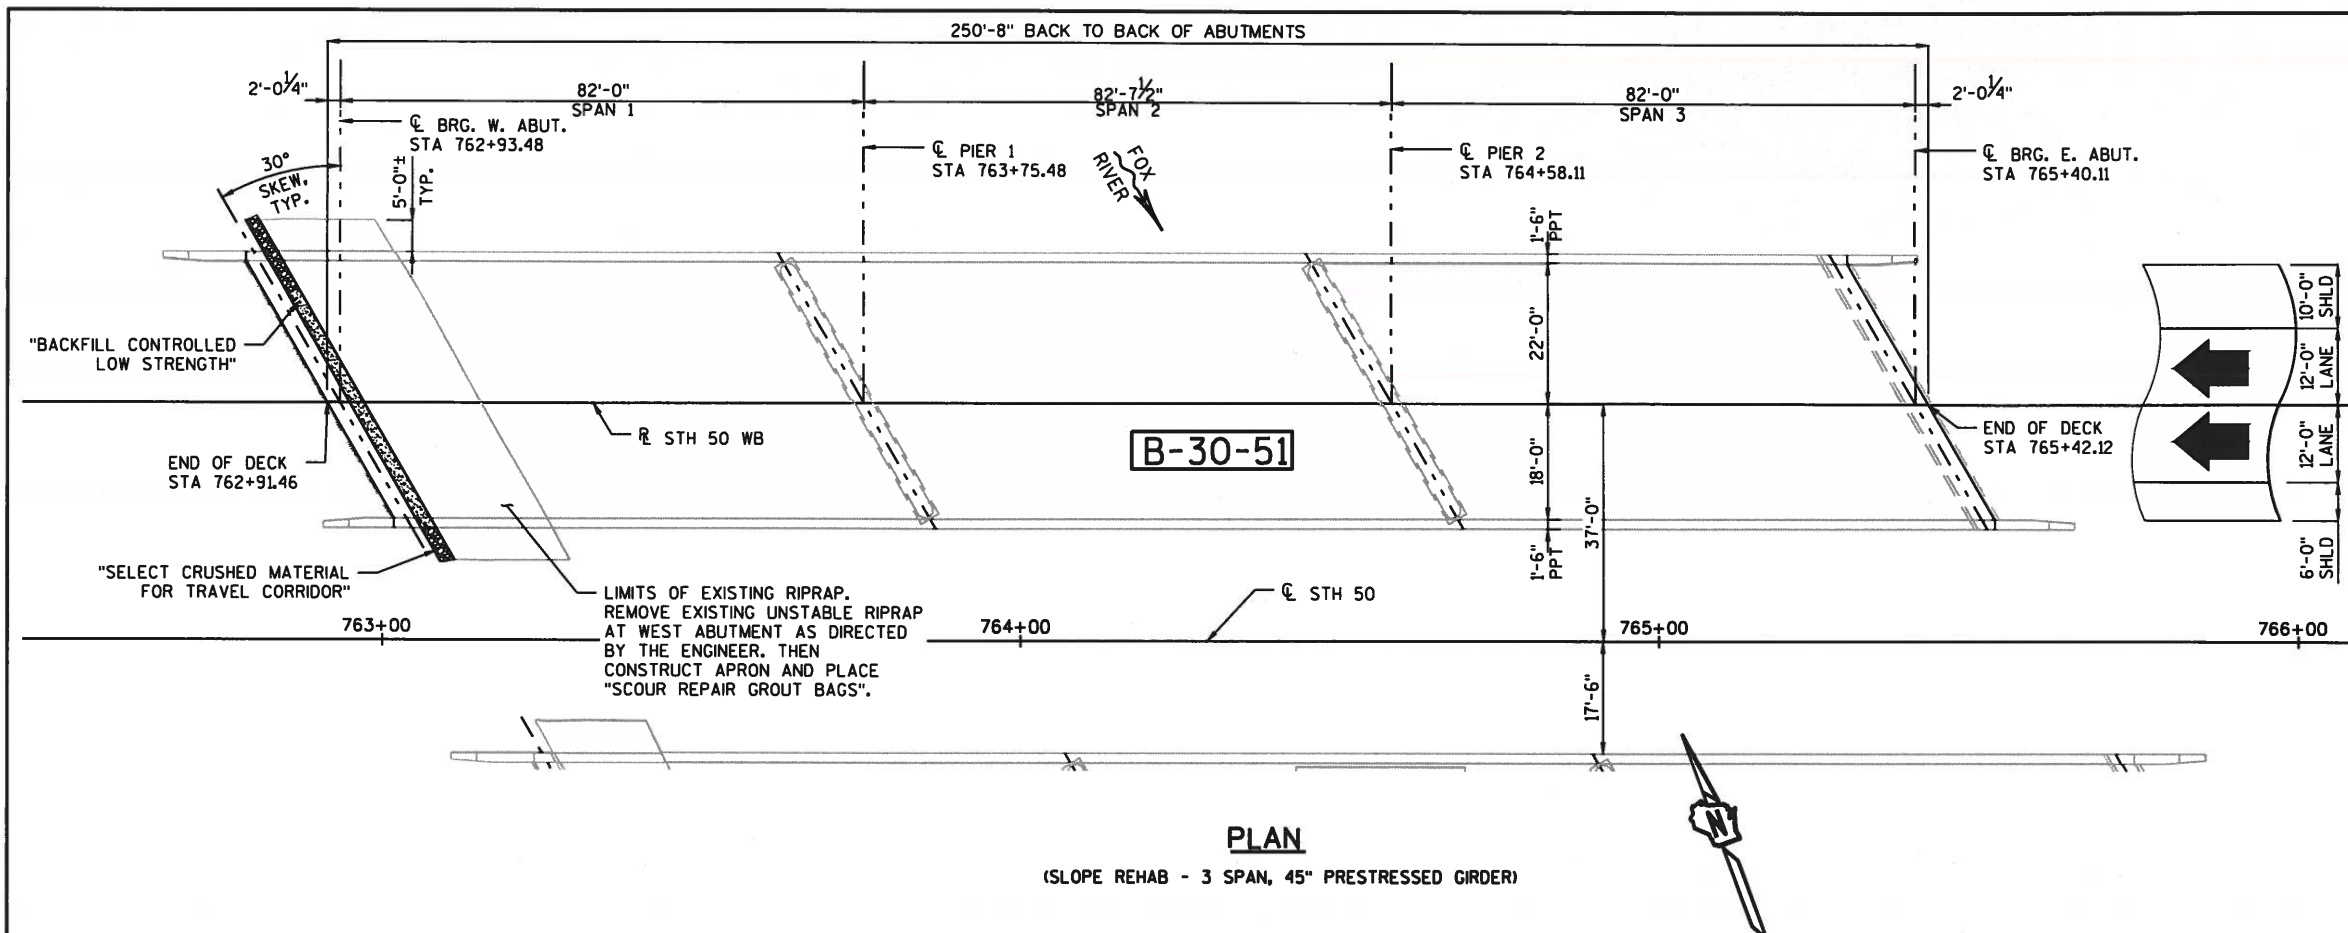 250'-8" BACK TO BACK OF ABUTMENTS
2'-0 1/4"
82'-0"
SPAN 1
82'-7 1/2"
SPAN 2
82'-0"
SPAN 3
2'-0 1/4"
℄ BRG. W. ABUT.
STA 762+93.48
℄ PIER 1
STA 763+75.48
℄ PIER 2
STA 764+58.11
℄ BRG. E. ABUT.
STA 765+40.11
30°
SKEW,
TYP.
5'-0"±
TYP.
FOX
RIVER
1'-6"
PPT
22'-0"
10'-0"
SHLD
12'-0"
LANE
12'-0"
LANE
6'-0"
SHLD
"BACKFILL CONTROLLED
LOW STRENGTH"
℞ STH 50 WB
B-30-51
18'-0"
37'-0"
1'-6"
PPT
END OF DECK
STA 762+91.46
END OF DECK
STA 765+42.12
"SELECT CRUSHED MATERIAL
FOR TRAVEL CORRIDOR"
LIMITS OF EXISTING RIPRAP.
REMOVE EXISTING UNSTABLE RIPRAP
AT WEST ABUTMENT AS DIRECTED
BY THE ENGINEER. THEN
CONSTRUCT APRON AND PLACE
"SCOUR REPAIR GROUT BAGS".
℄ STH 50
763+00
764+00
765+00
766+00
17'-6"
N
PLAN
(SLOPE REHAB - 3 SPAN, 45" PRESTRESSED GIRDER)